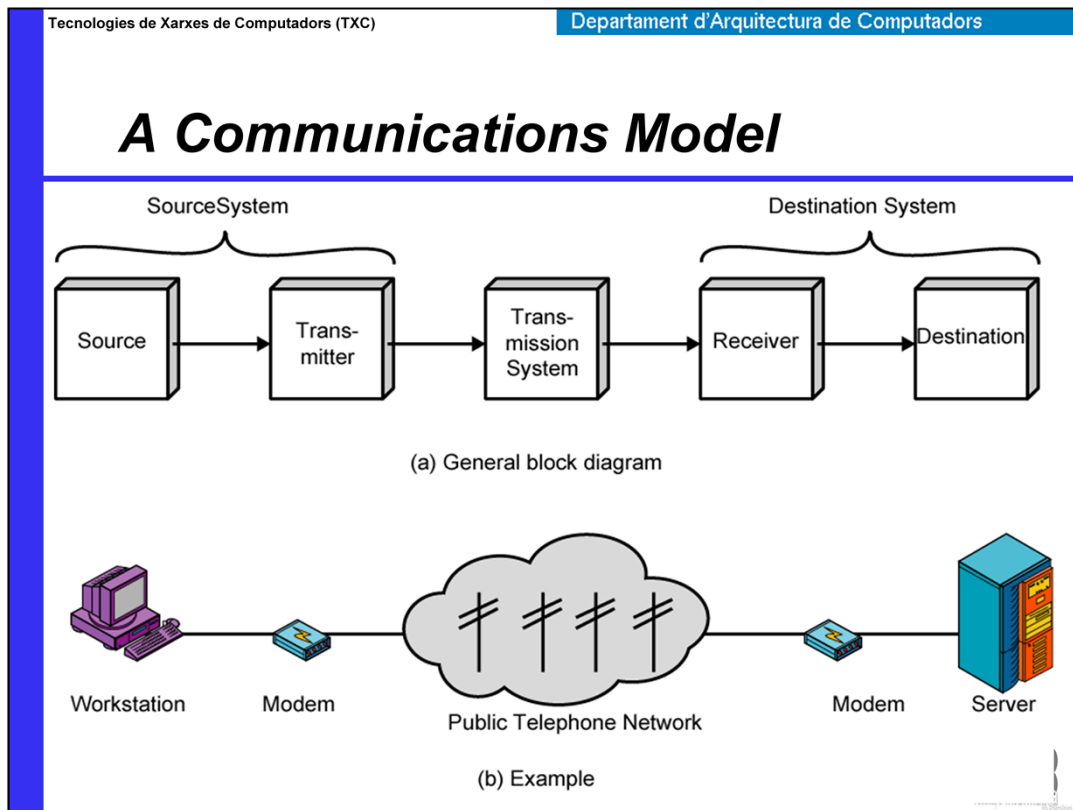 Tecnologies de Xarxes de Computadors (TXC)
Departament d'Arquitectura de Computadors
A Communications Model
SourceSystem
Destination System
Source
Trans-
mitter
Trans-
mission
System
Receiver
Destination
(a) General block diagram
Workstation
Modem
Public Telephone Network
Modem
Server
(b) Example